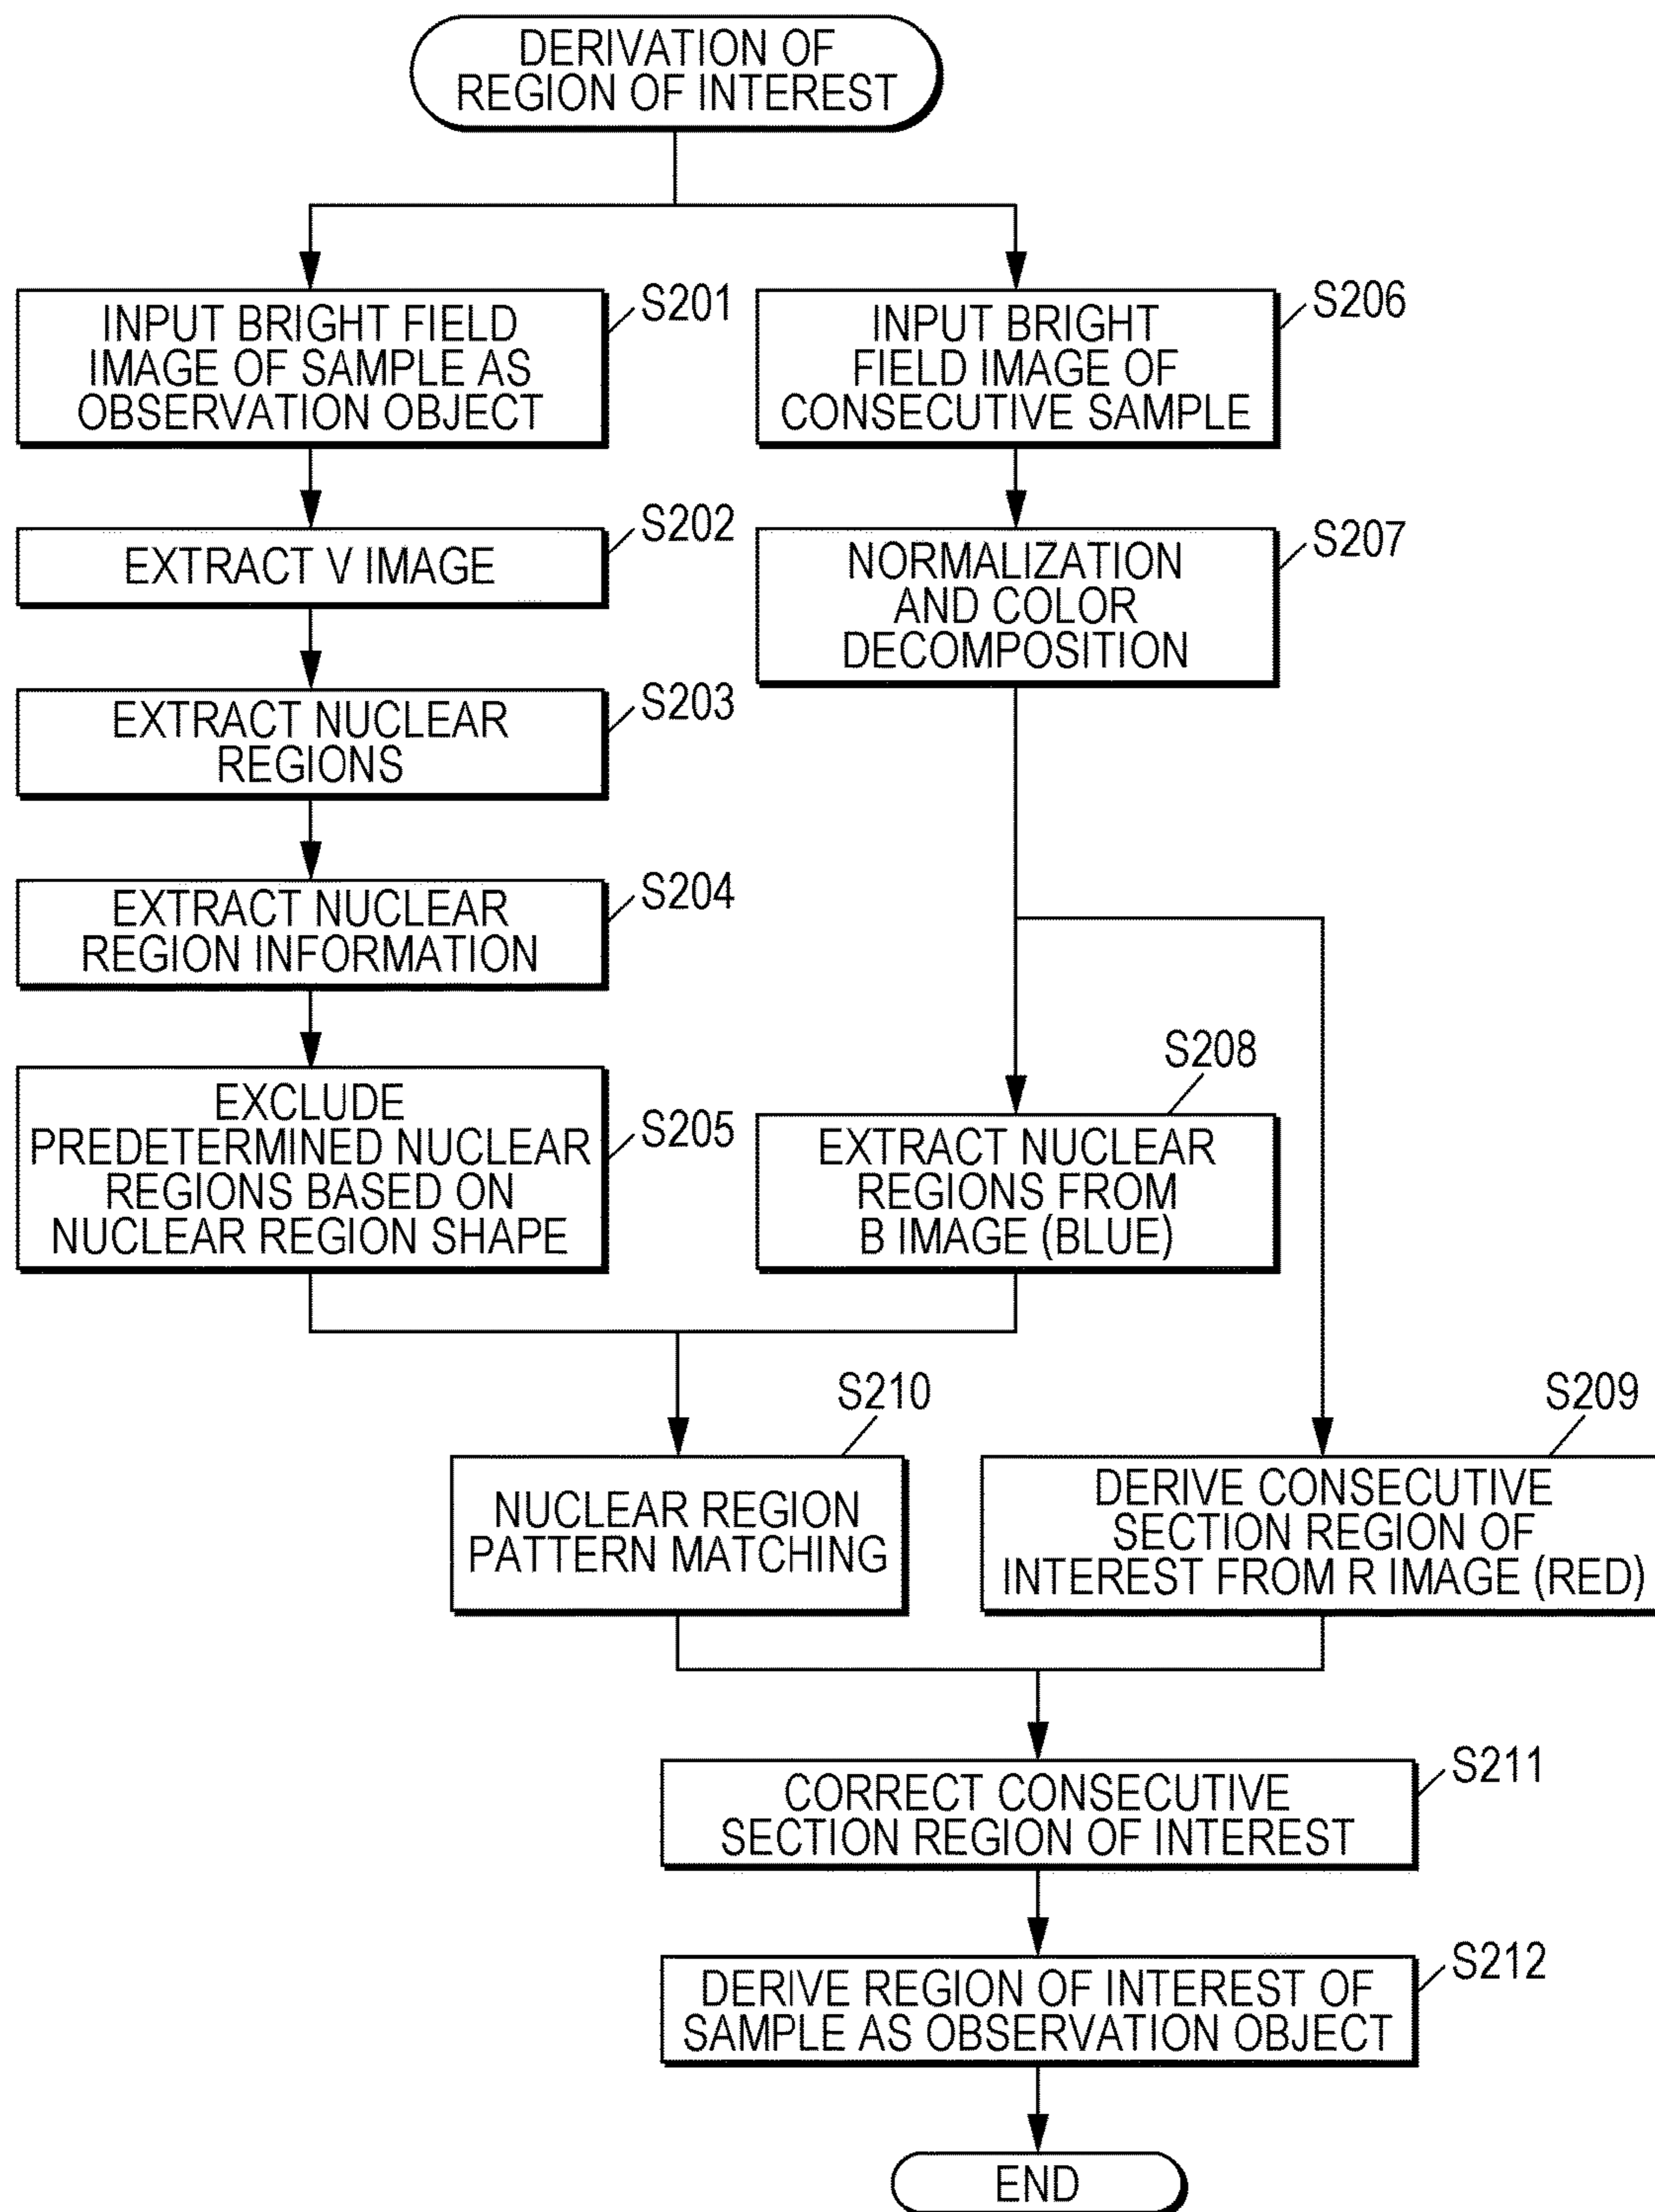 DERIVATION OF
REGION OF INTEREST
INPUT BRIGHT FIELD
IMAGE OF SAMPLE AS
OBSERVATION OBJECT
S201
INPUT BRIGHT
FIELD IMAGE OF
CONSECUTIVE SAMPLE
S206
EXTRACT V IMAGE
S202
NORMALIZATION
AND COLOR
DECOMPOSITION
S207
EXTRACT NUCLEAR
REGIONS
S203
EXTRACT NUCLEAR
REGION INFORMATION
S204
EXCLUDE
PREDETERMINED NUCLEAR
REGIONS BASED ON
NUCLEAR REGION SHAPE
S205
S208
EXTRACT NUCLEAR
REGIONS FROM
B IMAGE (BLUE)
S210
NUCLEAR REGION
PATTERN MATCHING
S209
DERIVE CONSECUTIVE
SECTION REGION OF
INTEREST FROM R IMAGE (RED)
CORRECT CONSECUTIVE
SECTION REGION OF INTEREST
S211
DERIVE REGION OF INTEREST OF
SAMPLE AS OBSERVATION OBJECT
S212
END